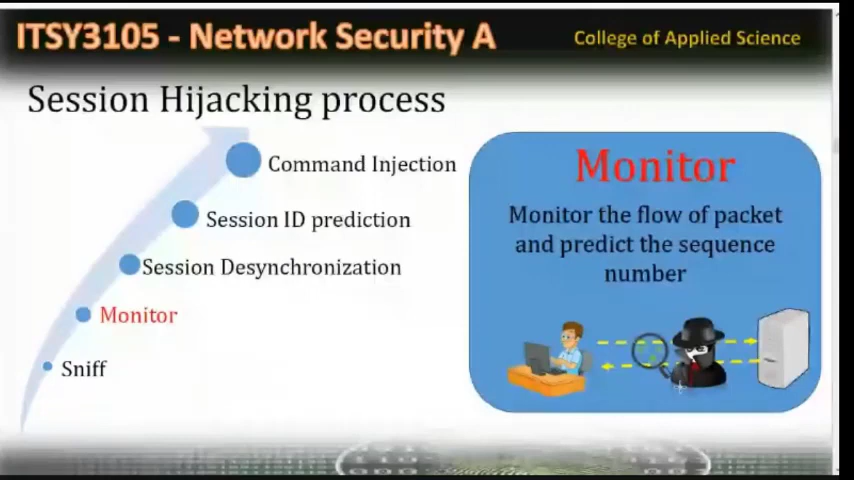 ITSY3105 - Network Security A
College of Applied Science
Session Hijacking process
Command Injection
Session ID prediction
Session Desynchronization
Monitor
Sniff
Monitor
Monitor the flow of packet
and predict the sequence
number